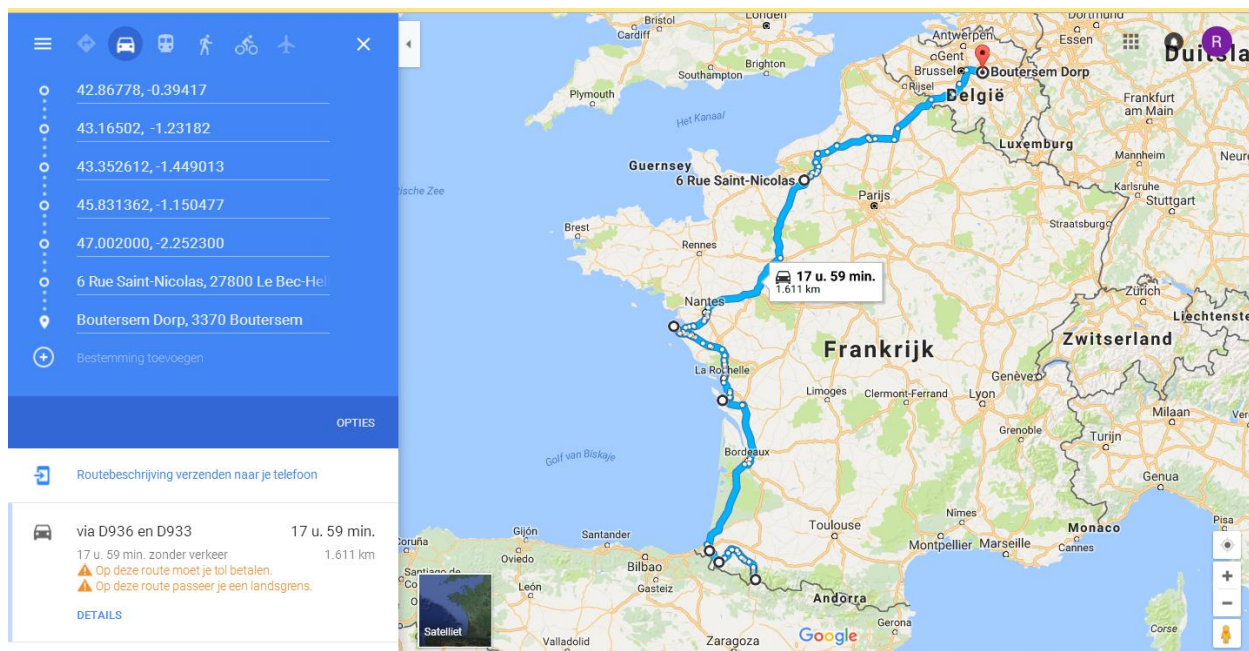 42.86778, -0.39417
43.16502, -1.23182
43.352612, -1.449013
45.831362, -1.150477
47.002000, -2.252300
6 Rue Saint-Nicolas, 27800 Le Bec-Hel
Boutersem Dorp, 3370 Boutersem
Bestemming toevoegen
OPTIES
Routebeschrijving verzenden naar je telefoon
via D936 en D933
17 u. 59 min.
17 u. 59 min. zonder verkeer
1.611 km
Op deze route moet je tol betalen.
Op deze route passeer je een landsgrens.
DETAILS
Bristol
Cardiff
Londen
Antwerpen
Essen
Dortmund
R
Gent
Brussel
Boutersem Dorp
Rijsel
België
Southampton
Brighton
Plymouth
Het Kanaal
Frankfurt
am Main
Luxemburg
Mannheim
Guernsey
6 Rue Saint-Nicolas
Parijs
Karlsruhe
Stuttgart
Straatsburg
Brest
Rennes
17 u. 59 min.
1.611 km
Nantes
Zürich
Liechtenste
Zwitserland
Frankrijk
La Rochelle
Genève
Limoges
Clermont-Ferrand
Lyon
Milaan
Grenoble
Turijn
Bordeaux
Golf van Biskaje
Genua
Nîmes
Monaco
Pisa
Toulouse
Montpellier
Marseille
Cannes
Gijón
Santander
Oviedo
Bilbao
León
Gasteiz
Andorra
Gerona
Corse
Satelliet
Valladolid
Zaragoza
Google